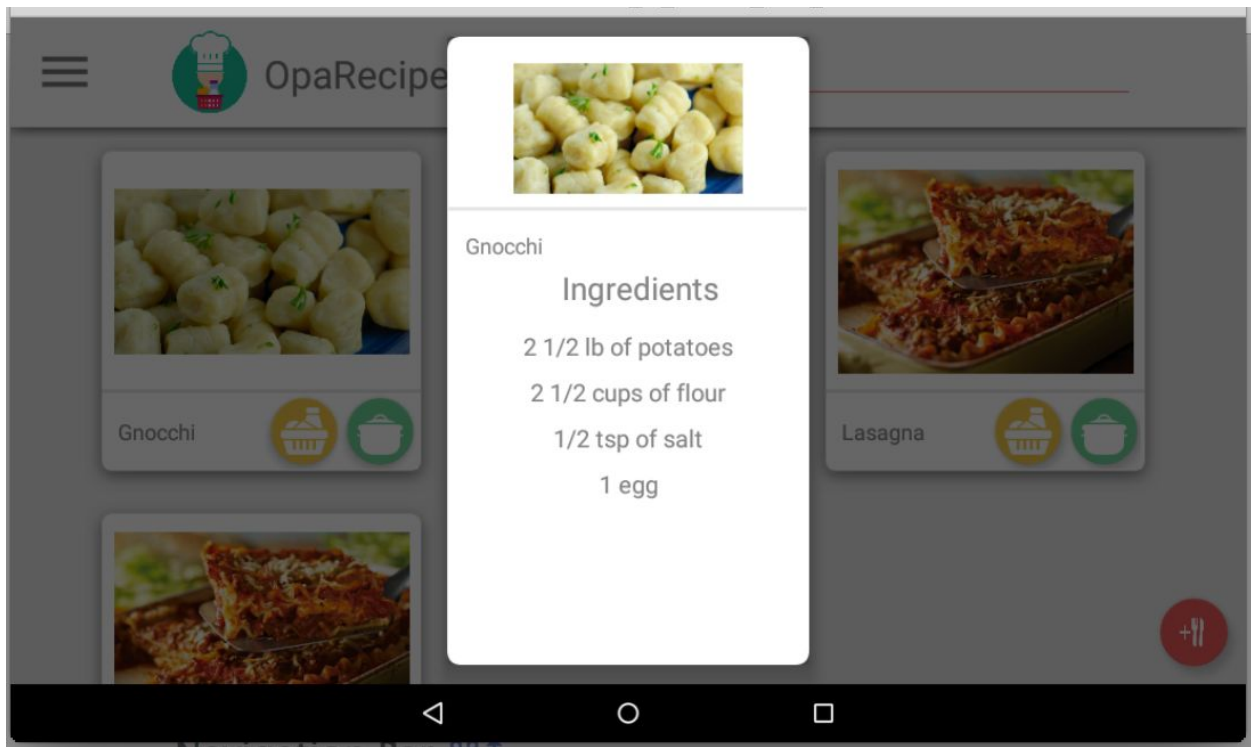 OpaRecipe
Gnocchi
Ingredients
2 1/2 lb of potatoes
2 1/2 cups of flour
1/2 tsp of salt
1 egg
Gnocchi
Lasagna